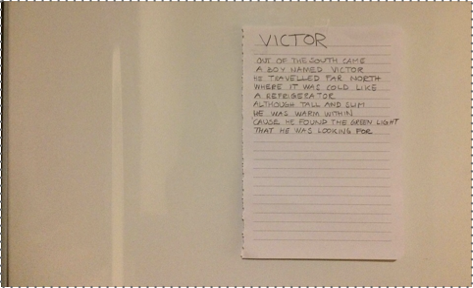 VICTOR
OUT OF THE SOUTH CAME
A BOY NAMED VICTOR
HE TRAVELLED FAR NORTH
WHERE IT WAS COLD LIKE
A REFRIGERATOR
ALTHOUGH TALL AND SLIM
HE WAS WARM WITHIN
CAUSE HE FOUND THE GREEN LIGHT
THAT HE WAS LOOKING FOR